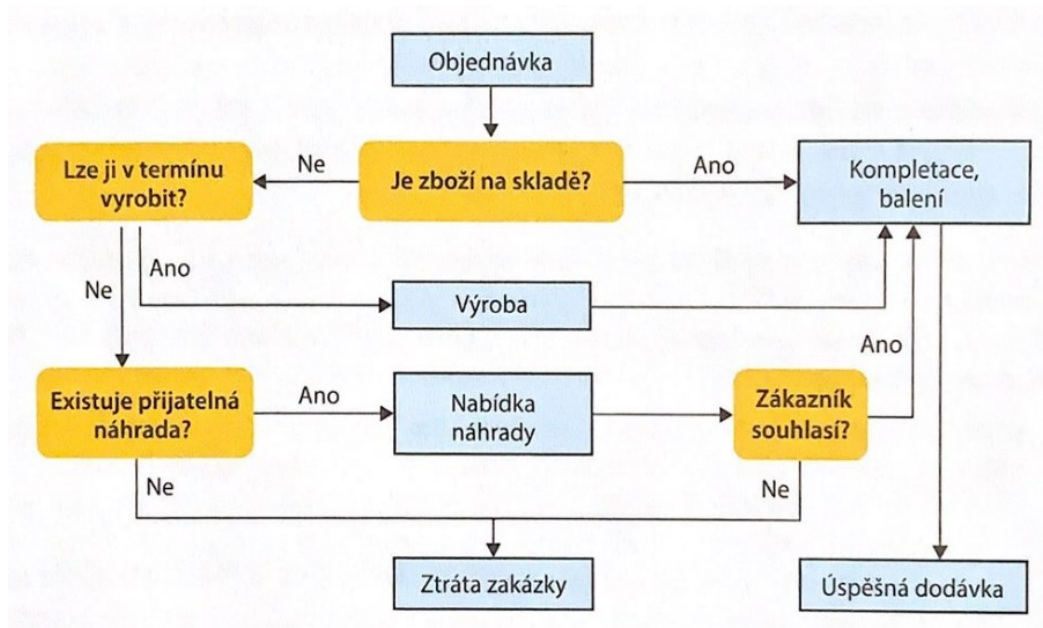 Objednávka
Lze ji v termínu
vyrobit?
Ne
Je zboží na skladě?
Ano
Kompletace,
balení
Ano
Ne
Výroba
Ano
Existuje přijatelná
náhrada?
Ano
Nabídka
náhrady
Zákazník
souhlasí?
Ne
Ne
Ztráta zakázky
Úspěšná dodávka